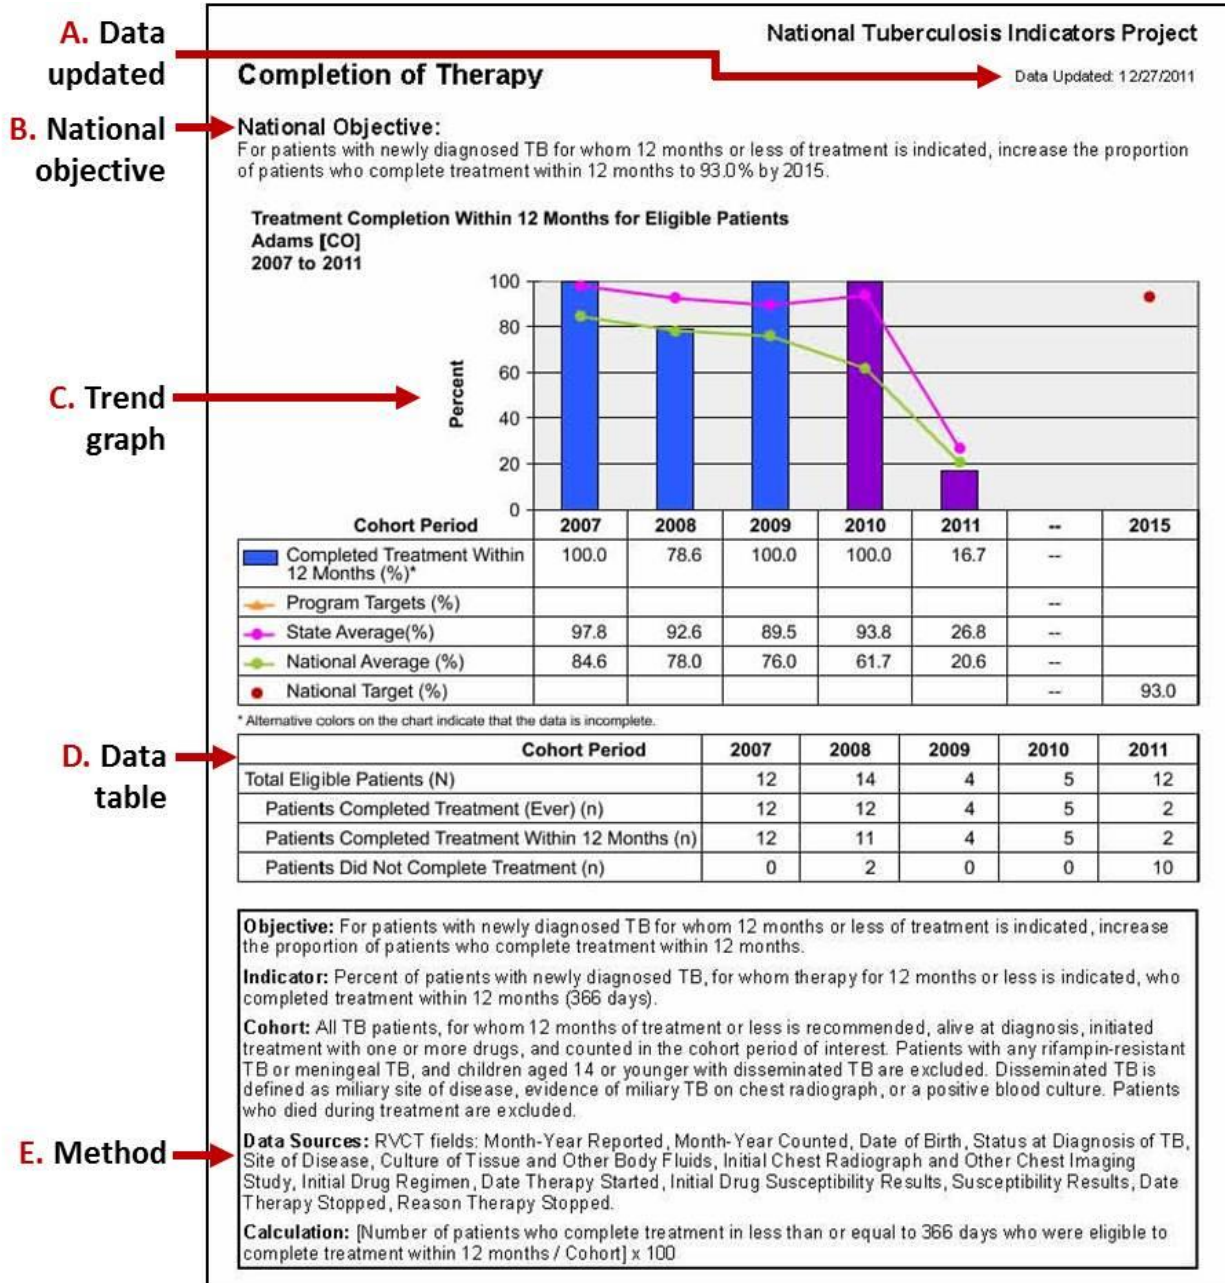 A. Data
updated
National Tuberculosis Indicators Project
Completion of Therapy
Data Updated: 12/27/2011
B. National
objective
National Objective:
For patients with newly diagnosed TB for whom 12 months or less of treatment is indicated, increase the proportion
of patients who complete treatment within 12 months to 93.0% by 2015.
Treatment Completion Within 12 Months for Eligible Patients
Adams [CO]
2007 to 2011
C. Trend
graph
Percent
100
80
60
40
20
0
Cohort Period 2007 2008 2009 2010 2011 -- 2015
Completed Treatment Within 100.0 78.6 100.0 100.0 16.7 --
12 Months (%)*
Program Targets (%) --
State Average(%) 97.8 92.6 89.5 93.8 26.8 --
National Average (%) 84.6 78.0 76.0 61.7 20.6 --
National Target (%) -- 93.0
* Alternative colors on the chart indicate that the data is incomplete.
D. Data
table
Cohort Period 2007 2008 2009 2010 2011
Total Eligible Patients (N) 12 14 4 5 12
Patients Completed Treatment (Ever) (n) 12 12 4 5 2
Patients Completed Treatment Within 12 Months (n) 12 11 4 5 2
Patients Did Not Complete Treatment (n) 0 2 0 0 10
Objective: For patients with newly diagnosed TB for whom 12 months or less of treatment is indicated, increase
the proportion of patients who complete treatment within 12 months.
Indicator: Percent of patients with newly diagnosed TB, for whom therapy for 12 months or less is indicated, who
completed treatment within 12 months (366 days).
Cohort: All TB patients, for whom 12 months of treatment or less is recommended, alive at diagnosis, initiated
treatment with one or more drugs, and counted in the cohort period of interest. Patients with any rifampin-resistant
TB or meningeal TB, and children aged 14 or younger with disseminated TB are excluded. Disseminated TB is
defined as miliary site of disease, evidence of miliary TB on chest radiograph, or a positive blood culture. Patients
who died during treatment are excluded.
E. Method
Data Sources: RVCT fields: Month-Year Reported, Month-Year Counted, Date of Birth, Status at Diagnosis of TB,
Site of Disease, Culture of Tissue and Other Body Fluids, Initial Chest Radiograph and Other Chest Imaging
Study, Initial Drug Regimen, Date Therapy Started, Initial Drug Susceptibility Results, Susceptibility Results, Date
Therapy Stopped, Reason Therapy Stopped.
Calculation: [Number of patients who complete treatment in less than or equal to 366 days who were eligible to
complete treatment within 12 months / Cohort] x 100